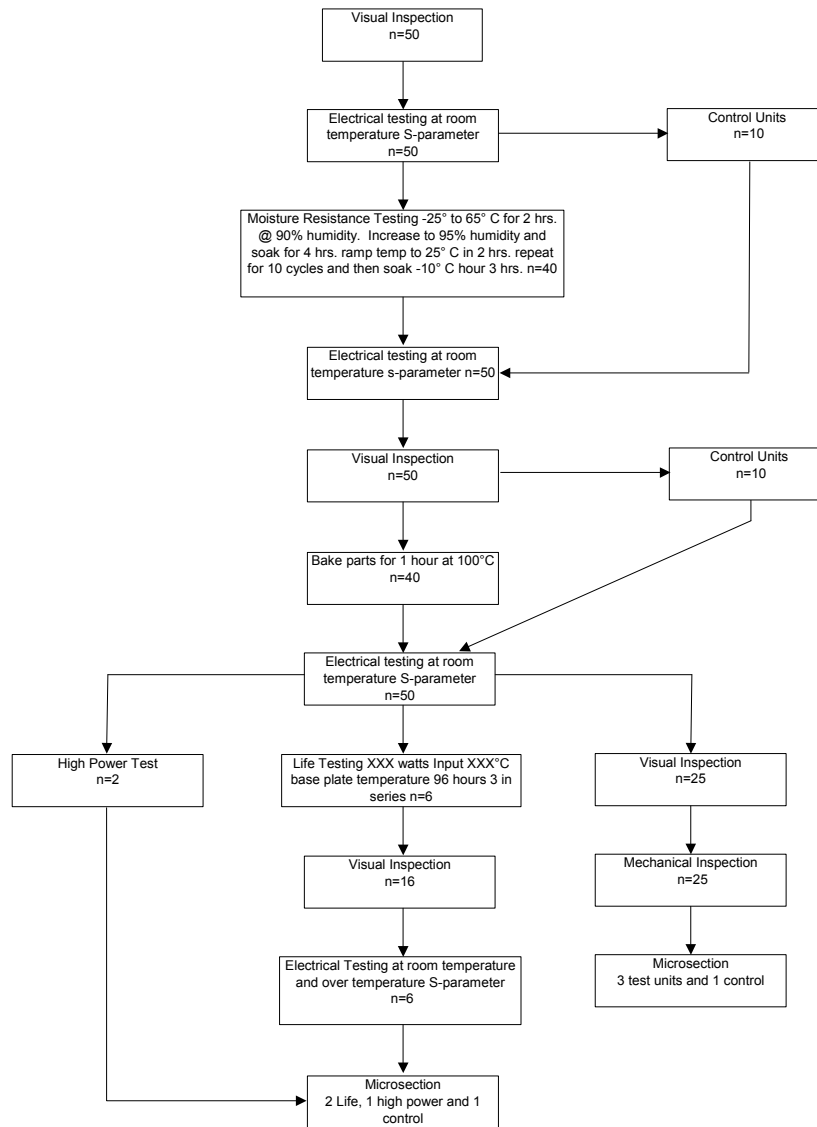 Visual Inspection
n=50
Electrical testing at room
temperature S-parameter
n=50
Control Units
n=10
Moisture Resistance Testing -25° to 65° C for 2 hrs.
@ 90% humidity. Increase to 95% humidity and
soak for 4 hrs. ramp temp to 25° C in 2 hrs. repeat
for 10 cycles and then soak -10° C hour 3 hrs. n=40
Electrical testing at room
temperature s-parameter n=50
Visual Inspection
n=50
Control Units
n=10
Bake parts for 1 hour at 100°C
n=40
Electrical testing at room
temperature S-parameter
n=50
High Power Test
n=2
Life Testing XXX watts Input XXX°C
base plate temperature 96 hours 3 in
series n=6
Visual Inspection
n=25
Visual Inspection
n=16
Mechanical Inspection
n=25
Electrical Testing at room temperature
and over temperature S-parameter
n=6
Microsection
3 test units and 1 control
Microsection
2 Life, 1 high power and 1
control